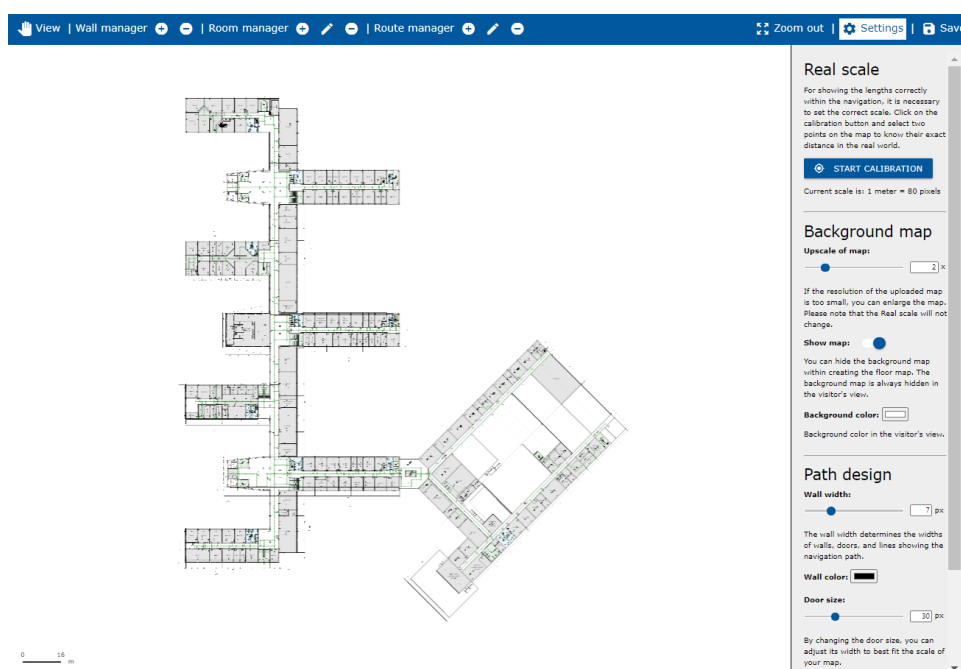 View | Wall manager | Room manager | Route manager Zoom out | Settings | Save
Real scale
For showing the lengths correctly
within the navigation, it is necessary
to set the correct scale. Click on the
calibration button and select two
points on the map to know their exact
distance in the real world.
START CALIBRATION
Current scale is: 1 meter = 80 pixels
Background map
Upscale of map:
2 x
If the resolution of the uploaded map
is too small, you can enlarge the map.
Please note that the Real scale will not
change.
Show map:
You can hide the background map
within creating the floor map. The
background map is always hidden in
the visitor's view.
Background color:
Background color in the visitor's view.
Path design
Wall width:
7 px
The wall width determines the widths
of walls, doors, and lines showing the
navigation path.
Wall color:
Door size:
30 px
By changing the door size, you can
adjust its width to best fit the scale of
your map.
0 16 m